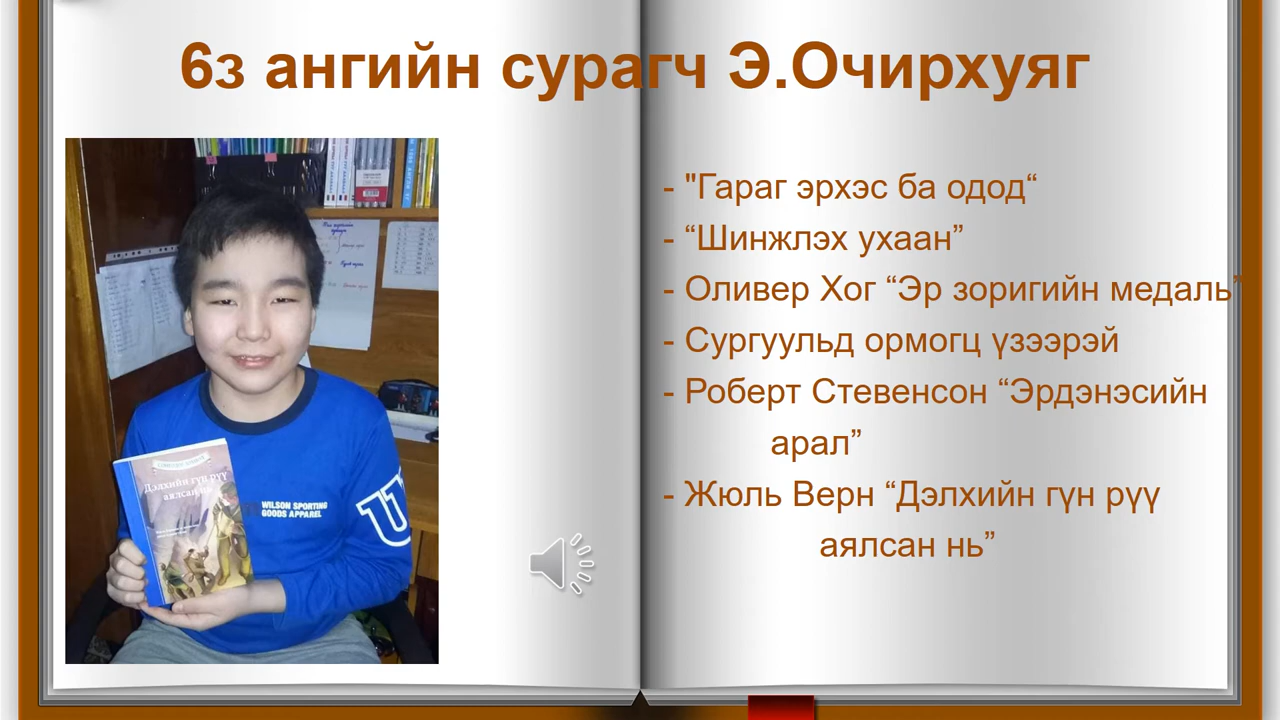 6з ангийн сурагч Э.Очирхуяг
- "Гараг эрхэс ба одод“
- “Шинжлэх ухаан”
- Оливер Хог “Эр зоригийн медаль”
- Сургуульд ормогц үзээрэй
- Роберт Стевенсон “Эрдэнэсийн
арал”
- Жюль Верн “Дэлхийн гүн рүү
аялсан нь”
Дэлхийн гүн рүү
аялсан нь
WILSON SPORTING
GOODS APPAREL
U